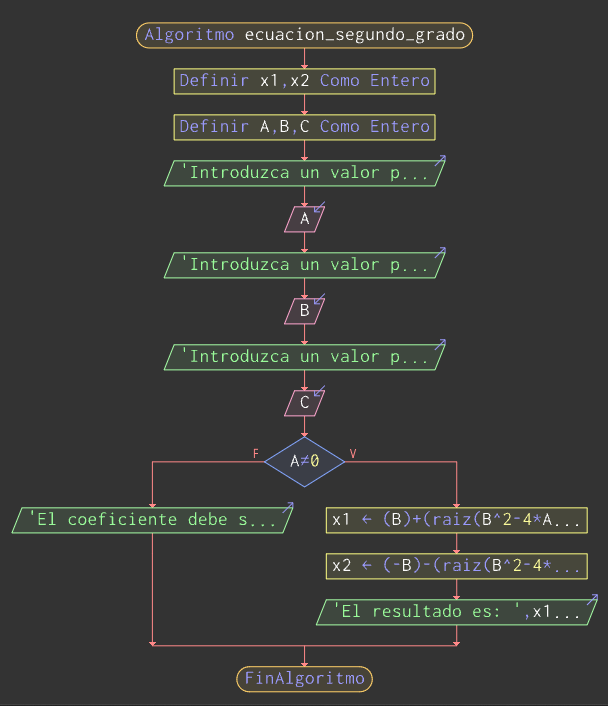 Algoritmo ecuacion_segundo_grado
Definir x1,x2 Como Entero
Definir A,B,C Como Entero
'Introduzca un valor p...
A
'Introduzca un valor p...
B
'Introduzca un valor p...
C
F
A≠0
V
'El coeficiente debe s...
x1 ← (B)+(raiz(B^2-4*A...
x2 ← (-B)-(raiz(B^2-4*...
'El resultado es: ',x1...
FinAlgoritmo